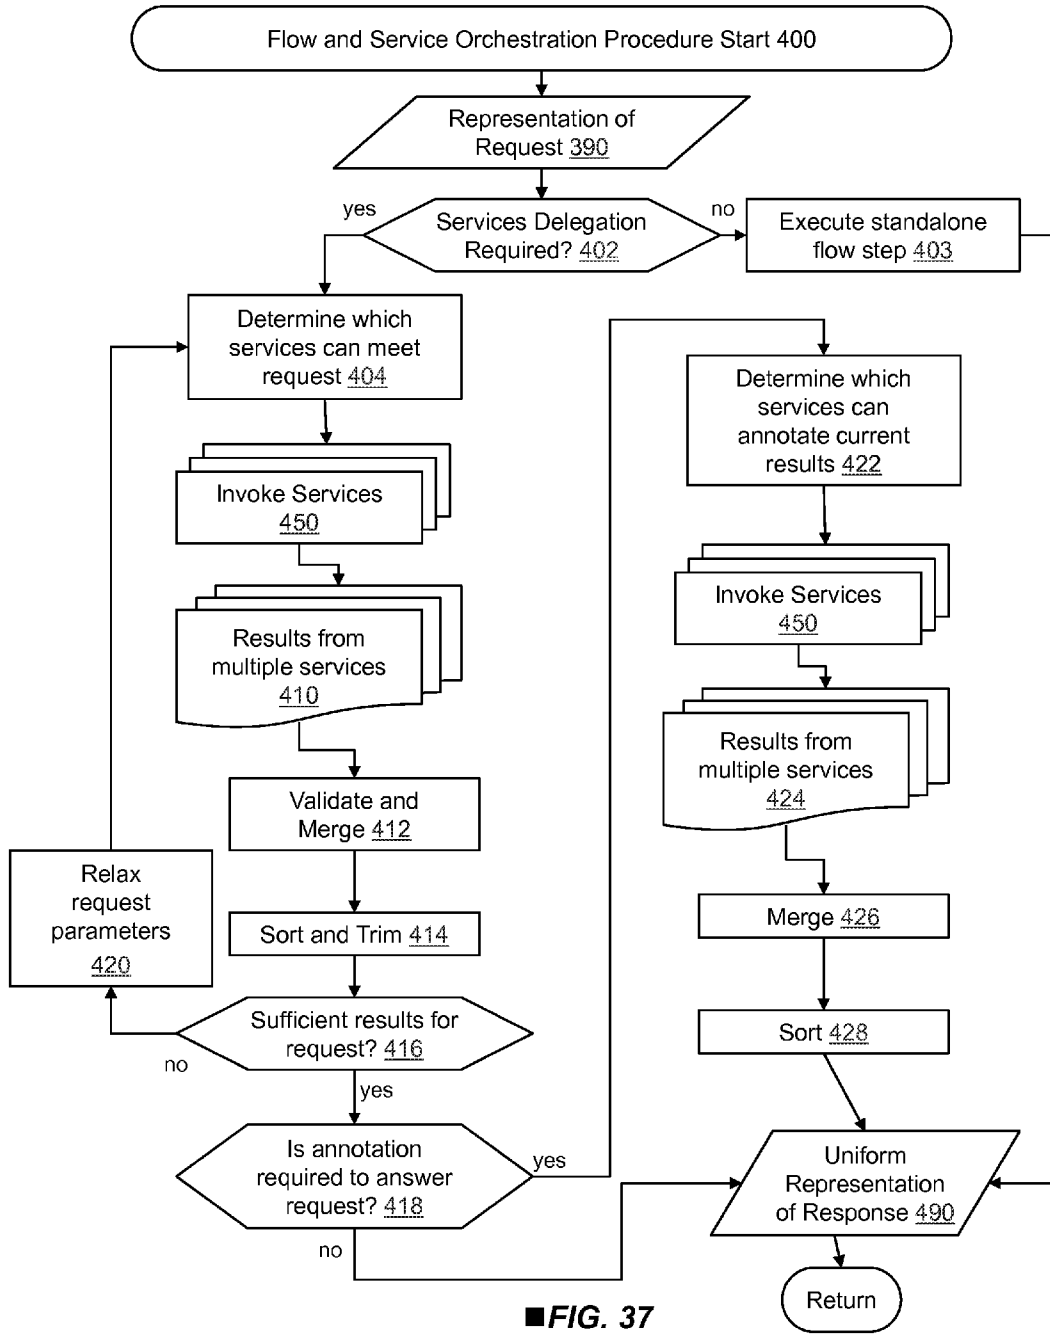 Flow and Service Orchestration Procedure Start 400
Representation of
Request 390
yes
Services Delegation
Required? 402
no
Execute standalone
flow step 403
Determine which
services can meet
request 404
Invoke Services
450
Results from
multiple services
410
Validate and
Merge 412
Relax
request
parameters
420
Sort and Trim 414
Sufficient results for
request? 416
no
yes
Is annotation
required to answer
request? 418
yes
no
Determine which
services can
annotate current
results 422
Invoke Services
450
Results from
multiple services
424
Merge 426
Sort 428
Uniform
Representation
of Response 490
Return
■FIG. 37